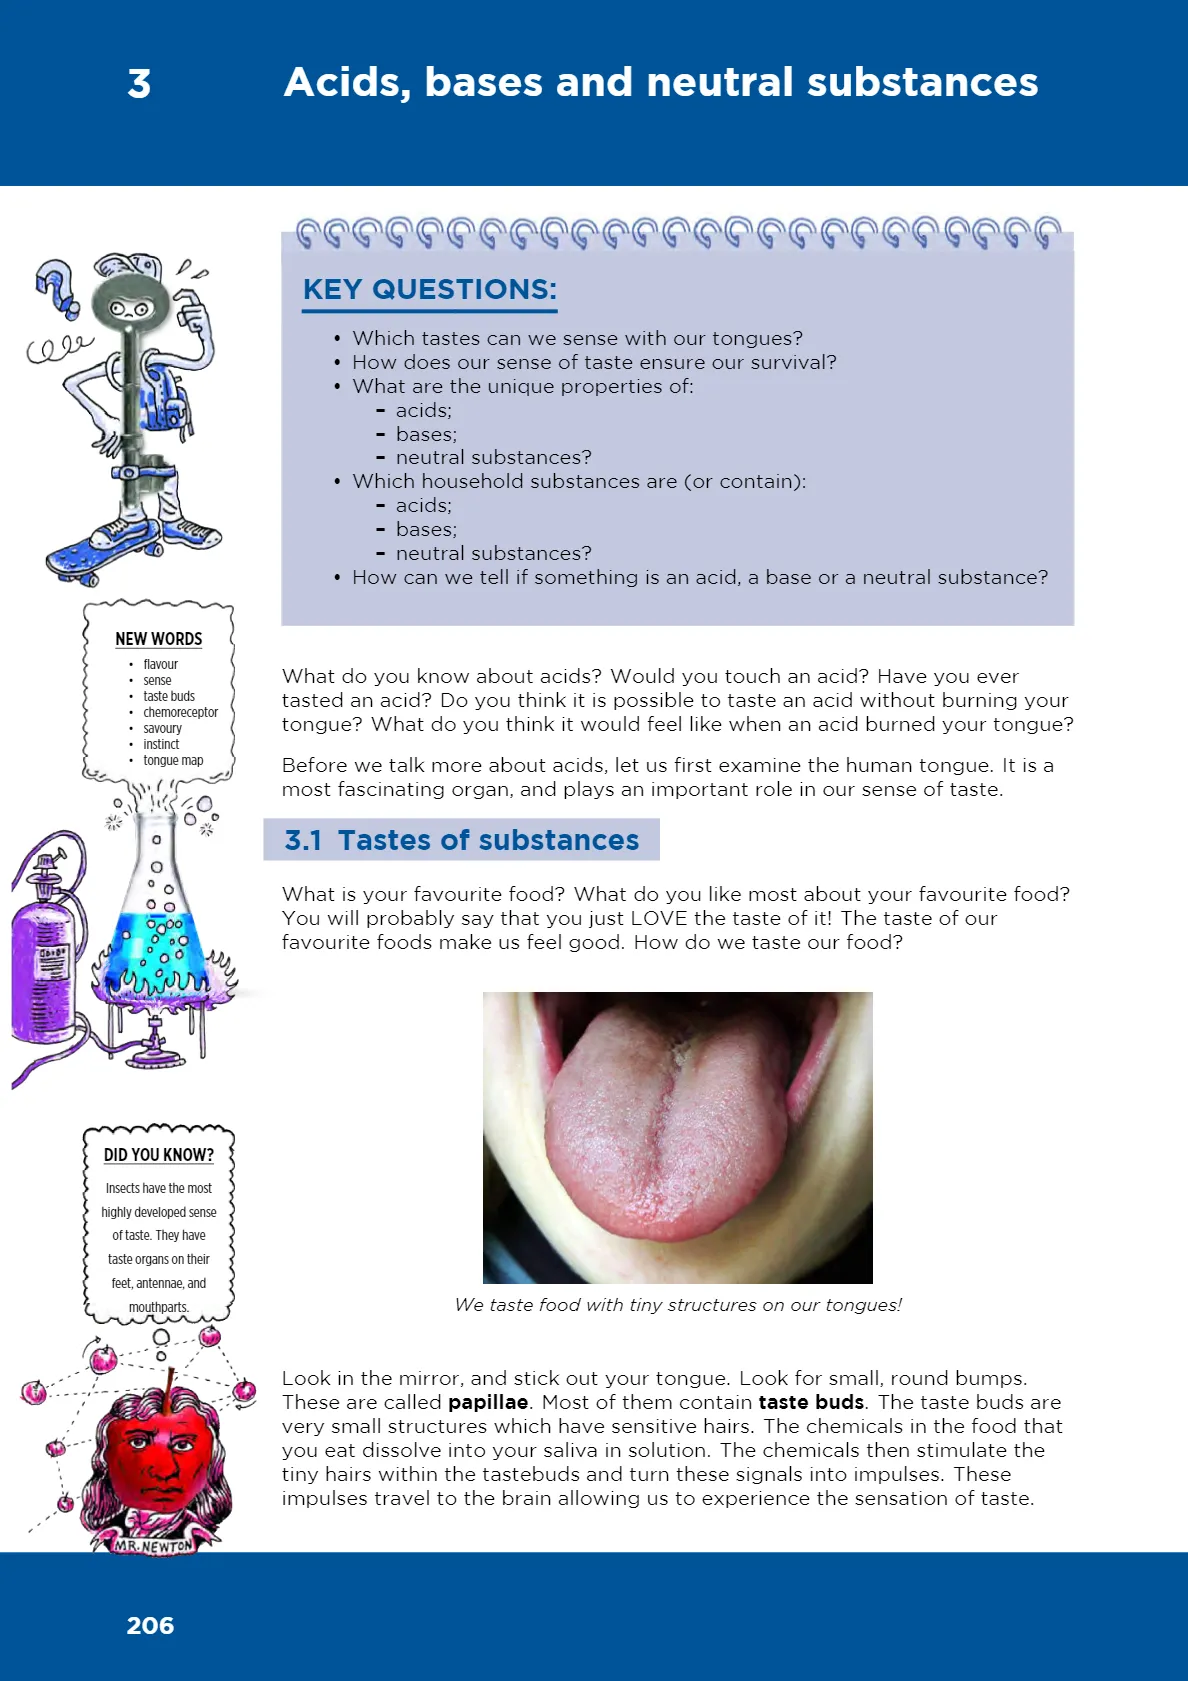 3
Acids, bases and neutral substances
KEY QUESTIONS:
• Which tastes can we sense with our tongues?
• How does our sense of taste ensure our survival?
• What are the unique properties of:
– acids;
– bases;
– neutral substances?
• Which household substances are (or contain):
– acids;
– bases;
– neutral substances?
• How can we tell if something is an acid, a base or a neutral substance?
NEW WORDS
• flavour
• sense
• taste buds
• chemoreceptor
• savoury
• instinct
• tongue map
What do you know about acids? Would you touch an acid? Have you ever
tasted an acid? Do you think it is possible to taste an acid without burning your
tongue? What do you think it would feel like when an acid burned your tongue?
Before we talk more about acids, let us first examine the human tongue. It is a
most fascinating organ, and plays an important role in our sense of taste.
3.1 Tastes of substances
What is your favourite food? What do you like most about your favourite food?
You will probably say that you just LOVE the taste of it! The taste of our
favourite foods make us feel good. How do we taste our food?
DID YOU KNOW?
Insects have the most
highly developed sense
of taste. They have
taste organs on their
feet, antennae, and
mouthparts.
We taste food with tiny structures on our tongues!
Look in the mirror, and stick out your tongue. Look for small, round bumps.
These are called papillae. Most of them contain taste buds. The taste buds are
very small structures which have sensitive hairs. The chemicals in the food that
you eat dissolve into your saliva in solution. The chemicals then stimulate the
tiny hairs within the tastebuds and turn these signals into impulses. These
impulses travel to the brain allowing us to experience the sensation of taste.
MR. NEWTON
206